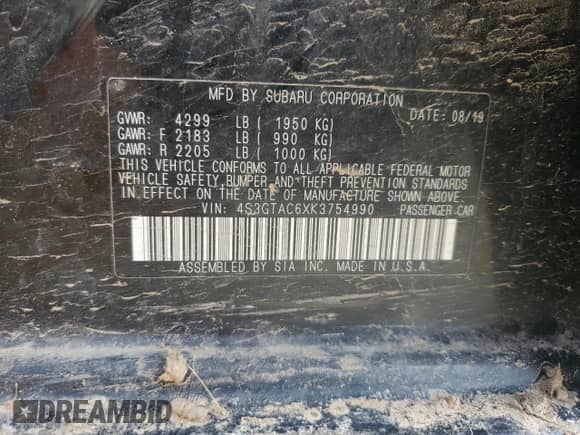 MFD BY SUBARU CORPORATION
GVWR: 4299 LB ( 1950 KG) DATE: 08/19
GAWR: F 2183 LB ( 990 KG)
GAWR: R 2205 LB ( 1000 KG)
THIS VEHICLE CONFORMS TO ALL APPLICABLE FEDERAL MOTOR
VEHICLE SAFETY, BUMPER AND THEFT PREVENTION STANDARDS
IN EFFECT ON THE DATE OF MANUFACTURE SHOWN ABOVE.
VIN: 4S3GTAC6XK3754990 PASSENGER CAR
ASSEMBLED BY SIA INC. MADE IN U.S.A.
DREAMBID